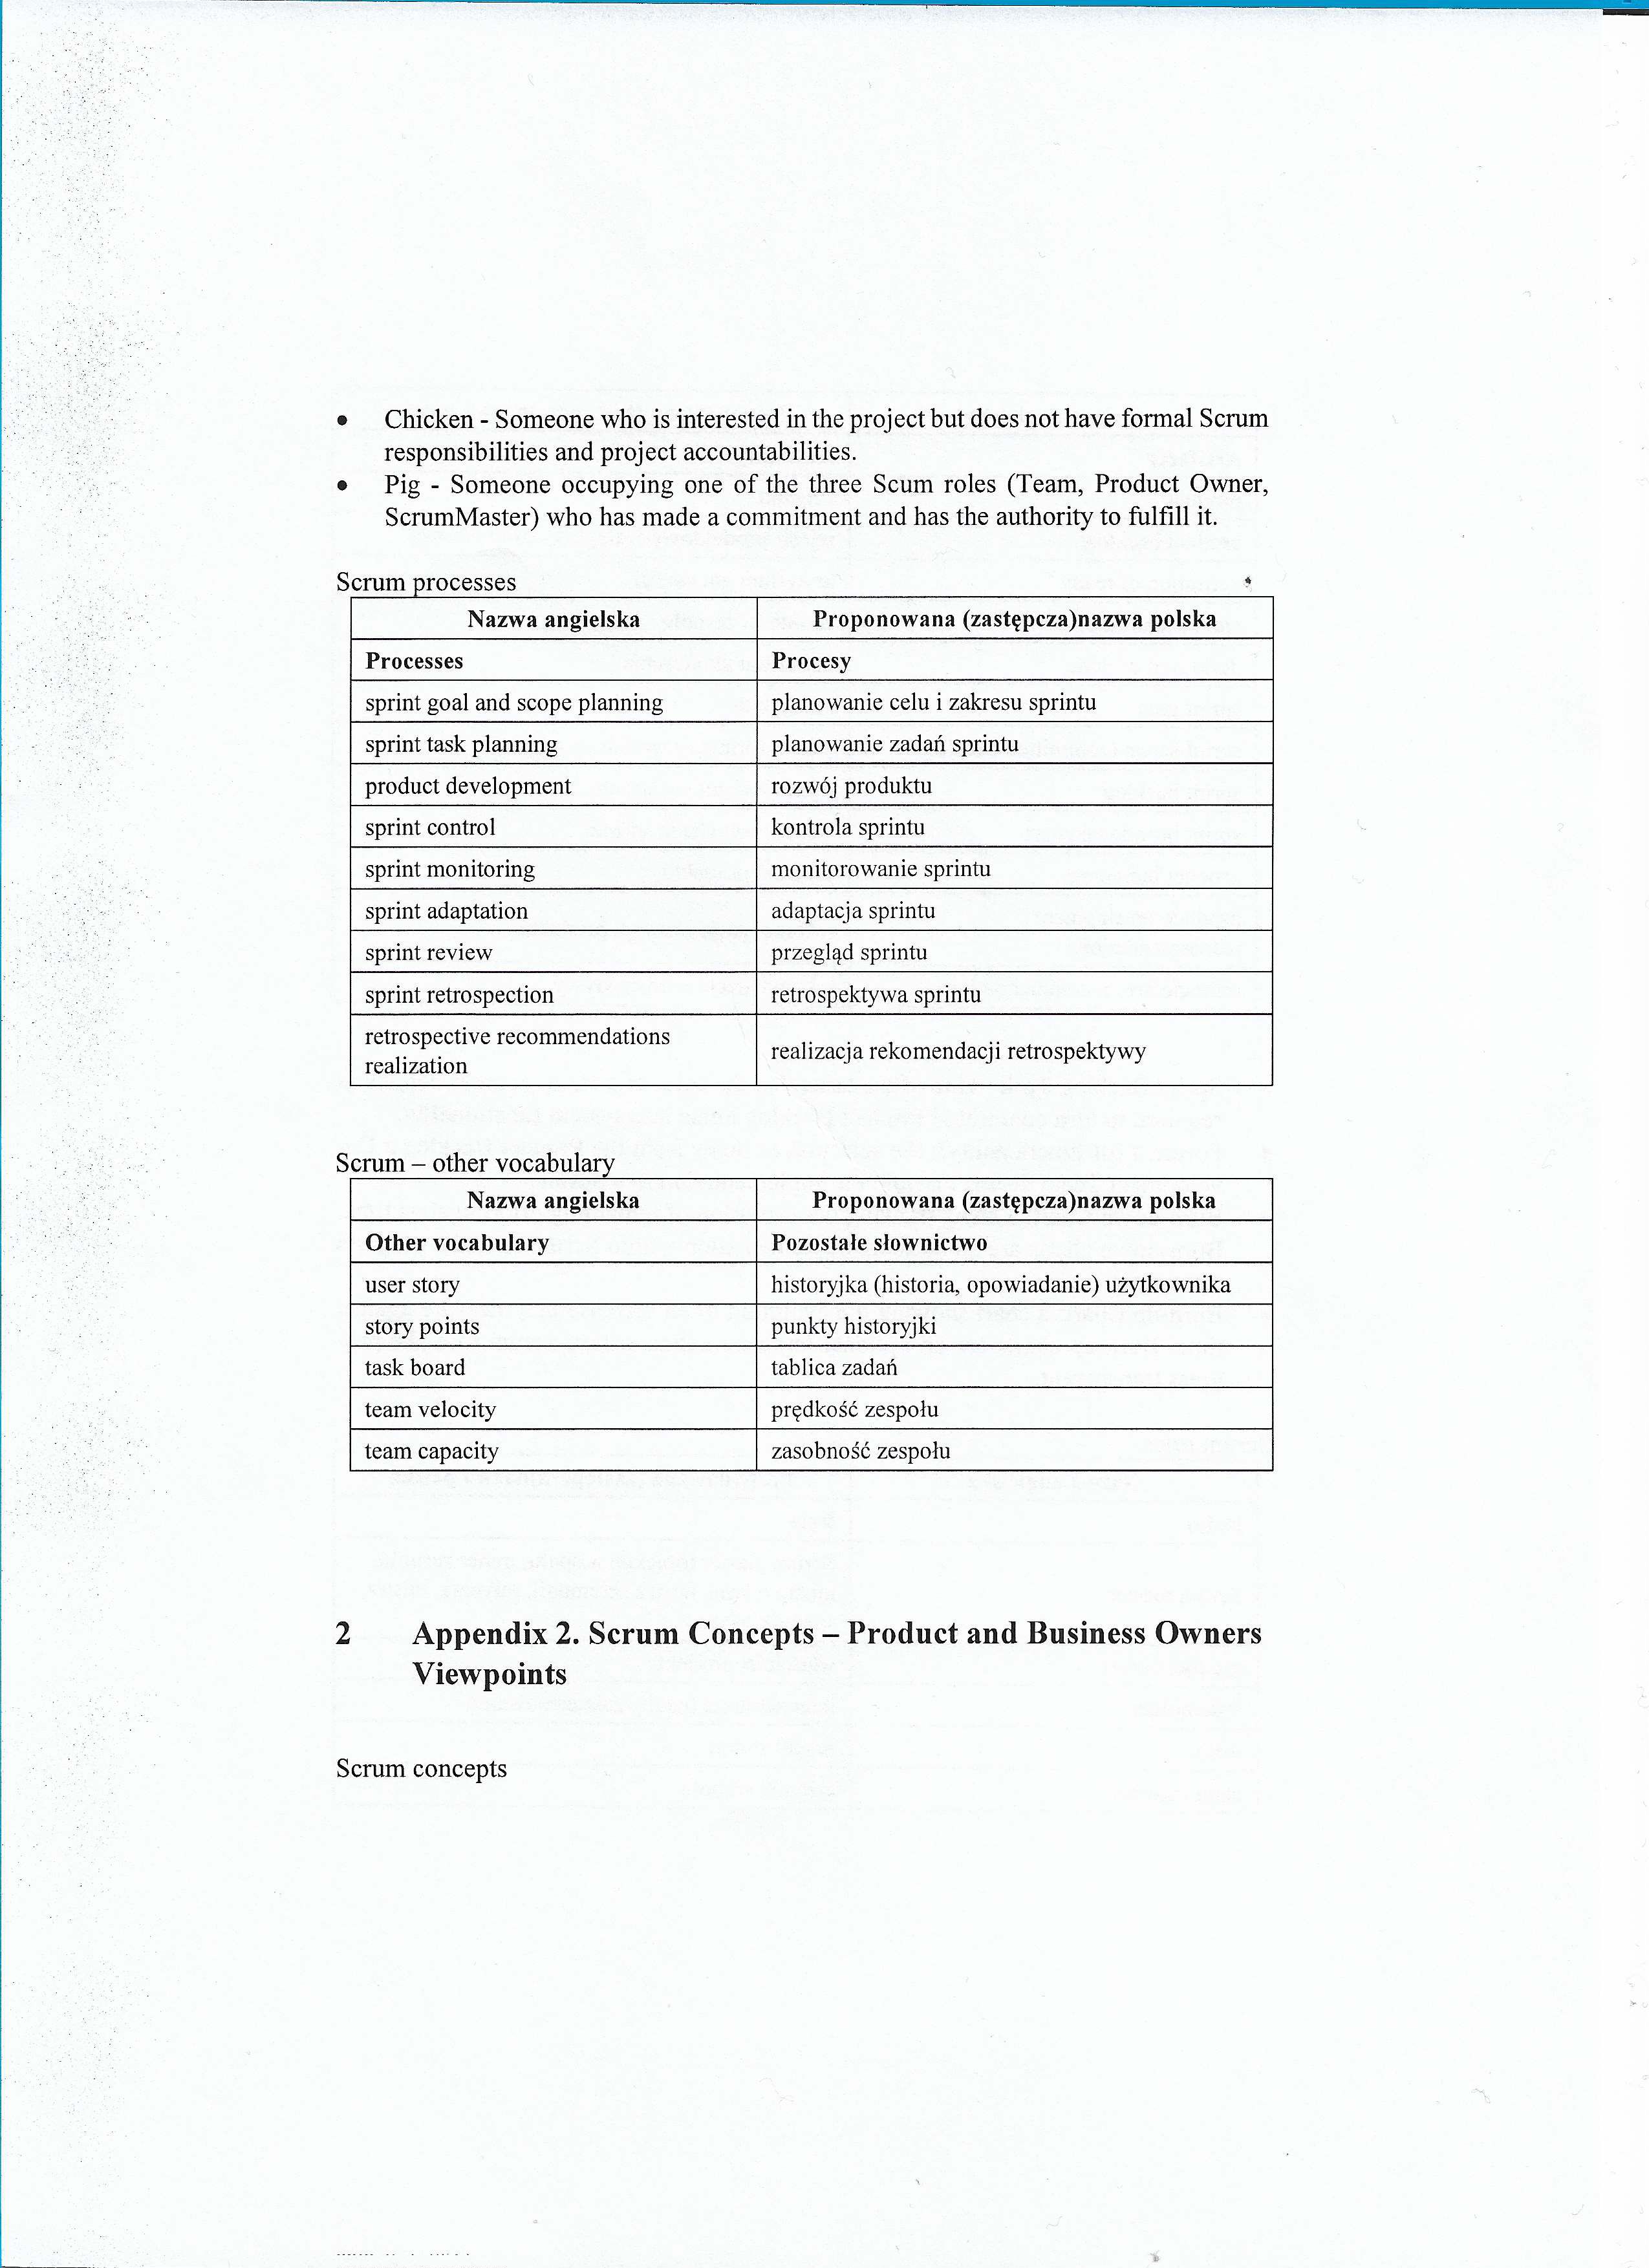 • Chicken - Someone who is interested in the project but does not have formal Scrum
responsibilities and project accountabilities.
• Pig - Someone occupying one of the three Scum roles (Team, Product Owner,
ScrumMaster) who has made a commitment and has the authority to fulfill it.
Scrum processes
Nazwa angielska Proponowana (zastępcza)nazwa polska
Processes Procesy
sprint goal and scope planning planowanie celu i zakresu sprintu
sprint task planning planowanie zadań sprintu
product development rozwój produktu
sprint control kontrola sprintu
sprint monitoring monitorowanie sprintu
sprint adaptation adaptacja sprintu
sprint review przegląd sprintu
sprint retrospection retrospektywa sprintu
retrospective recommendations
realization realizacja rekomendacji retrospektywy
Scrum – other vocabulary
Nazwa angielska Proponowana (zastępcza)nazwa polska
Other vocabulary Pozostałe słownictwo
user story historyjka (historia, opowiadanie) użytkownika
story points punkty historyjki
task board tablica zadań
team velocity prędkość zespołu
team capacity zasobność zespołu
2 Appendix 2. Scrum Concepts – Product and Business Owners
Viewpoints
Scrum concepts